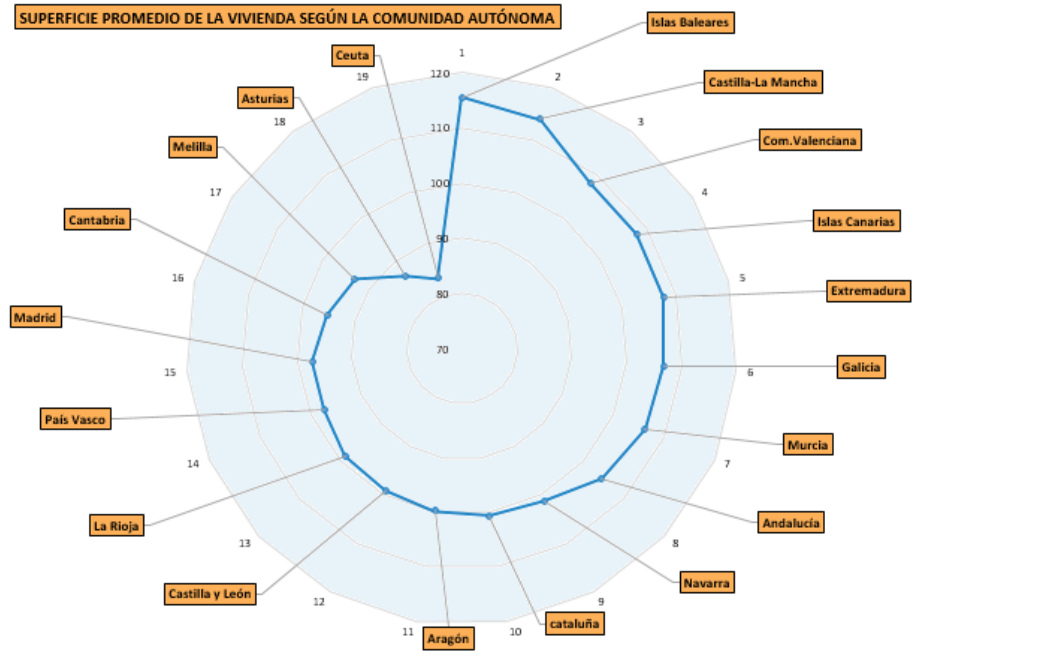 SUPERFICIE PROMEDIO DE LA VIVIENDA SEGÚN LA COMUNIDAD AUTÓNOMA
Islas Baleares
Castilla-La Mancha
Com.Valenciana
Islas Canarias
Extremadura
Galicia
Murcia
Andalucía
Navarra
cataluña
Aragón
Castilla y León
La Rioja
País Vasco
Madrid
Cantabria
Melilla
Asturias
Ceuta
1
2
3
4
5
6
7
8
9
10
11
12
13
14
15
16
17
18
19
120
110
100
90
80
70